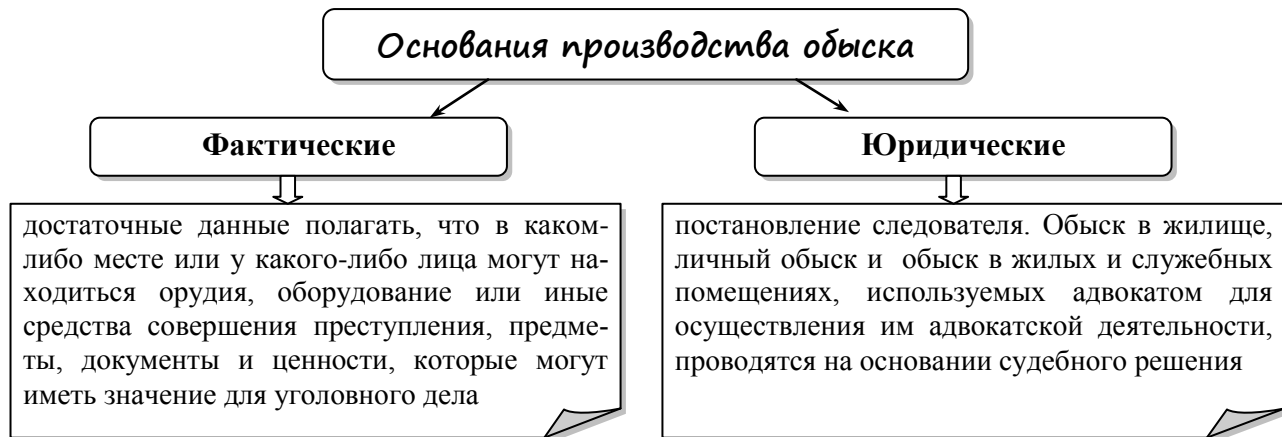 Основания производства обыска
Фактические
достаточные данные полагать, что в каком-
либо месте или у какого-либо лица могут на-
ходиться орудия, оборудование или иные
средства совершения преступления, предме-
ты, документы и ценности, которые могут
иметь значение для уголовного дела
Юридические
постановление следователя. Обыск в жилище,
личный обыск и обыск в жилых и служебных
помещениях, используемых адвокатом для
осуществления им адвокатской деятельности,
проводятся на основании судебного решения